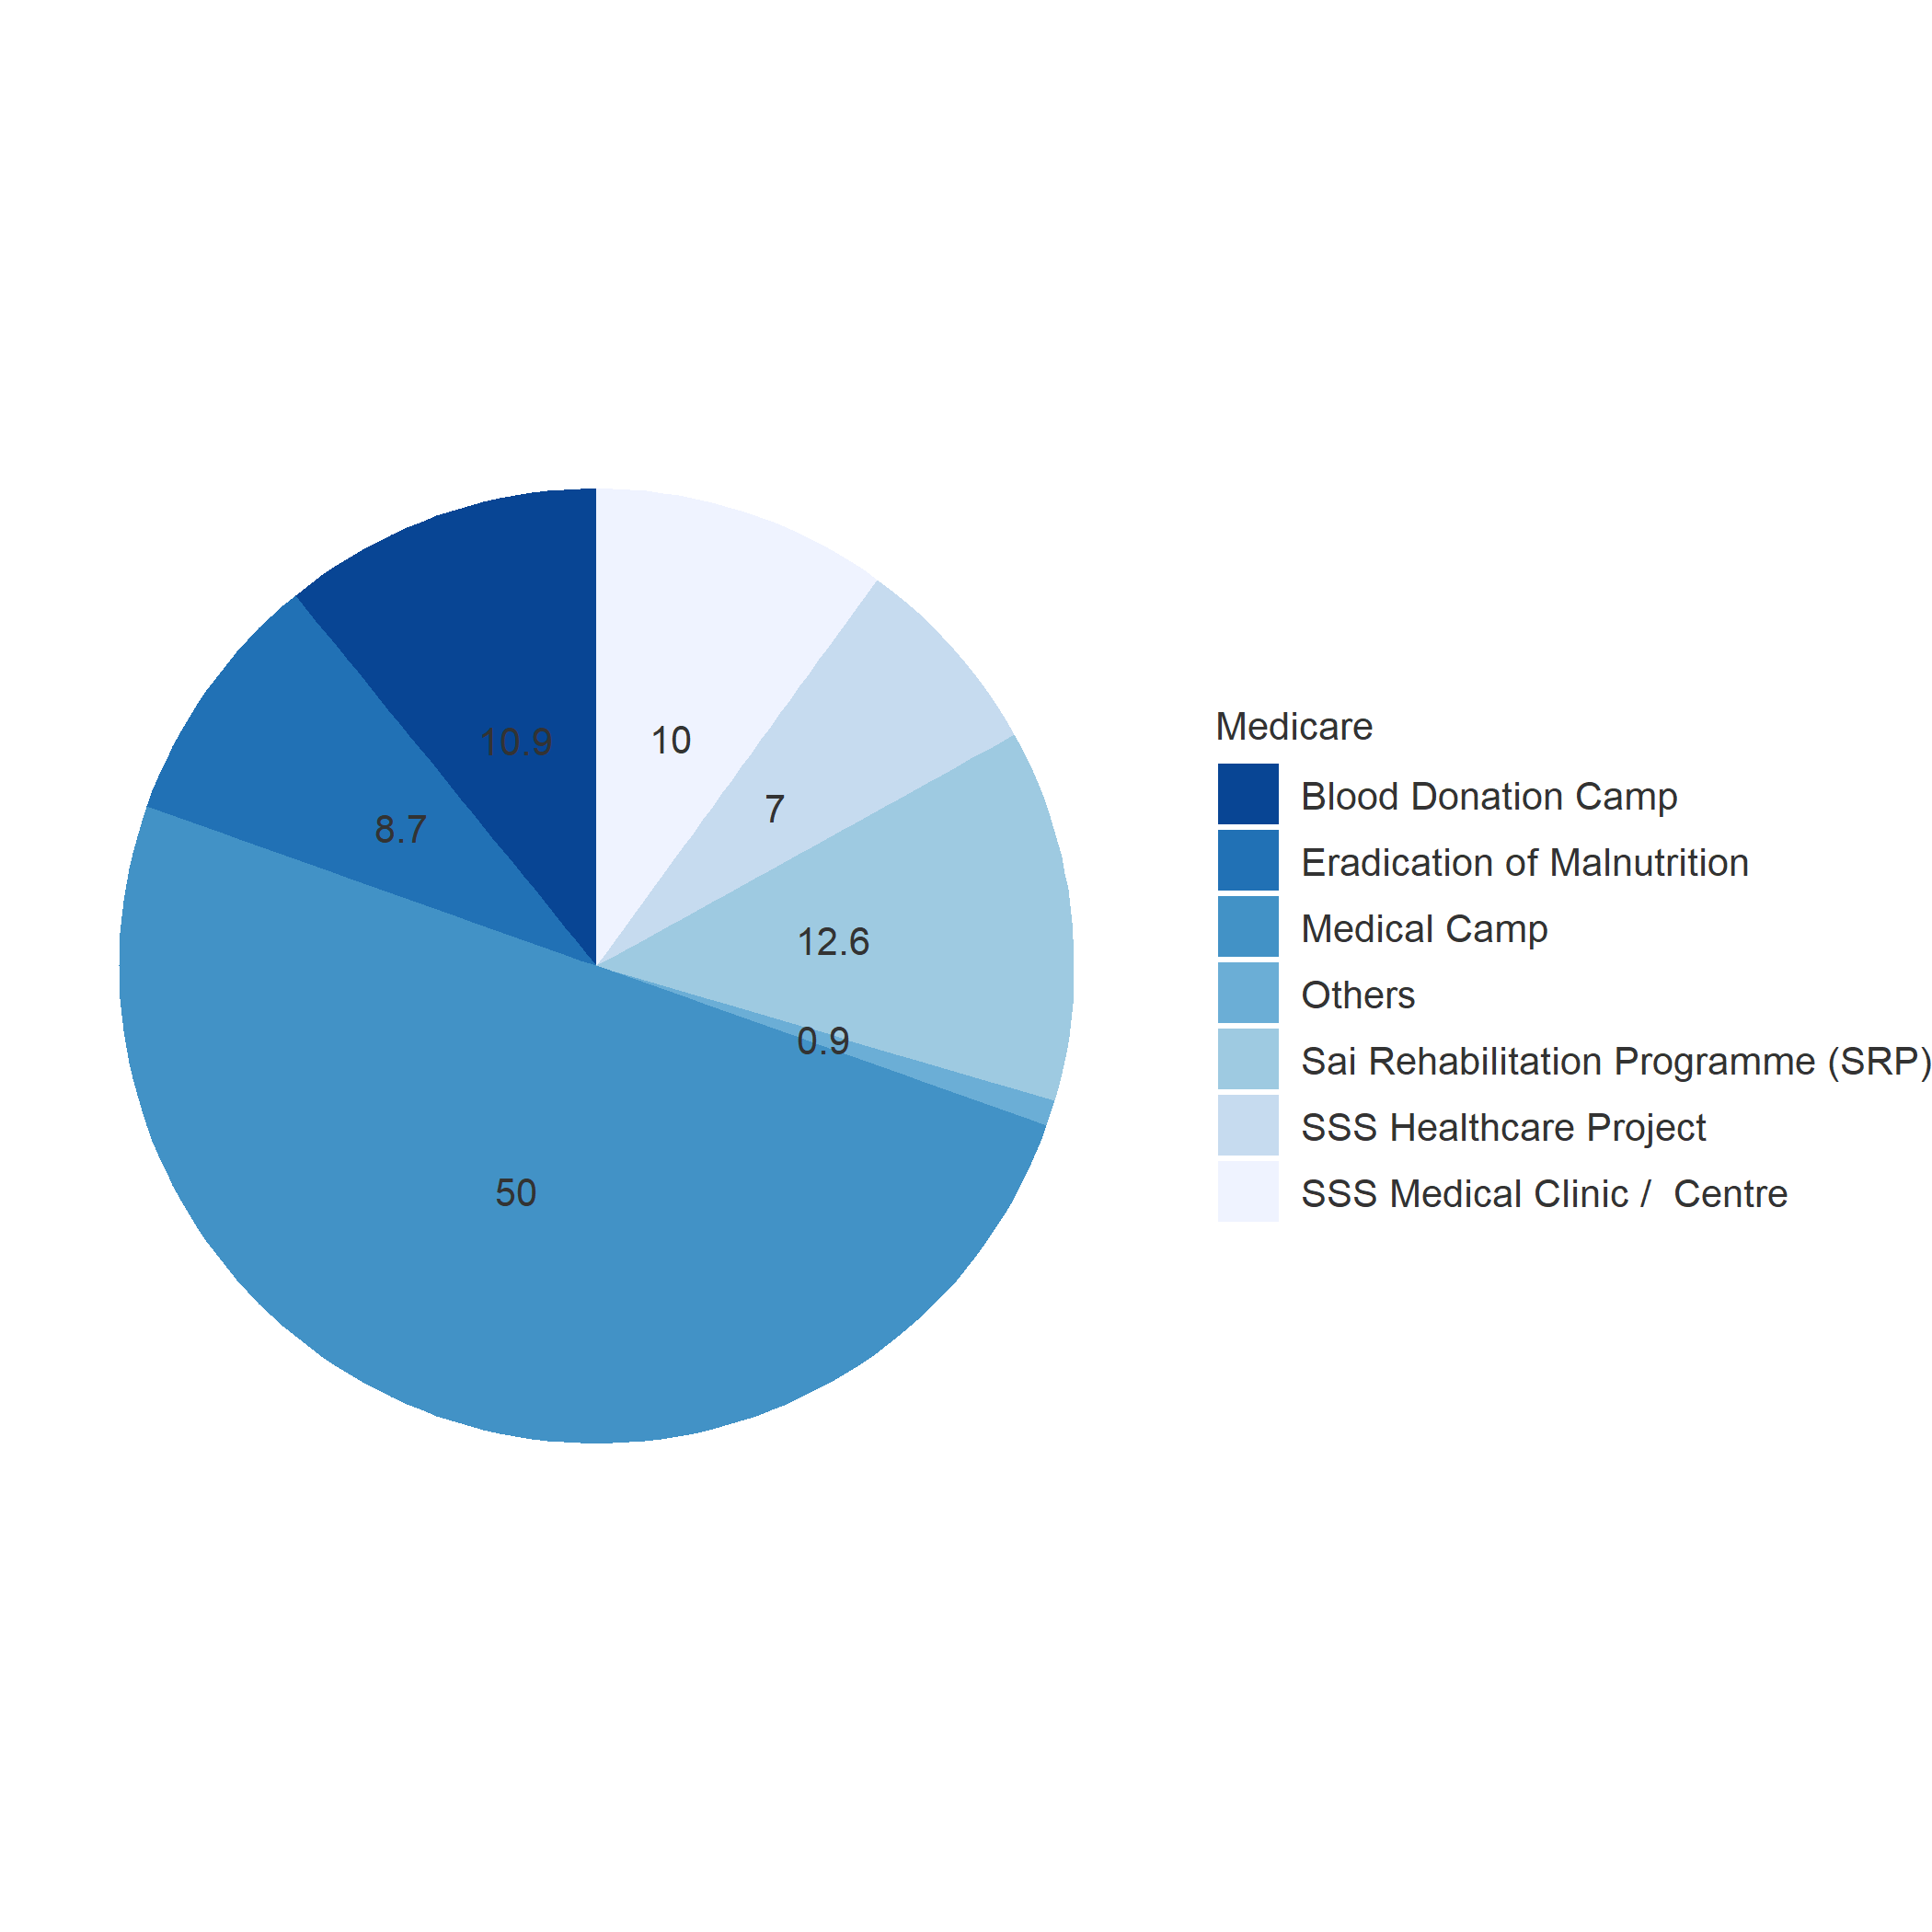 10.9
10
8.7
7
12.6
0.9
50
Medicare
Blood Donation Camp
Eradication of Malnutrition
Medical Camp
Others
Sai Rehabilitation Programme (SRP)
SSS Healthcare Project
SSS Medical Clinic /  Centre